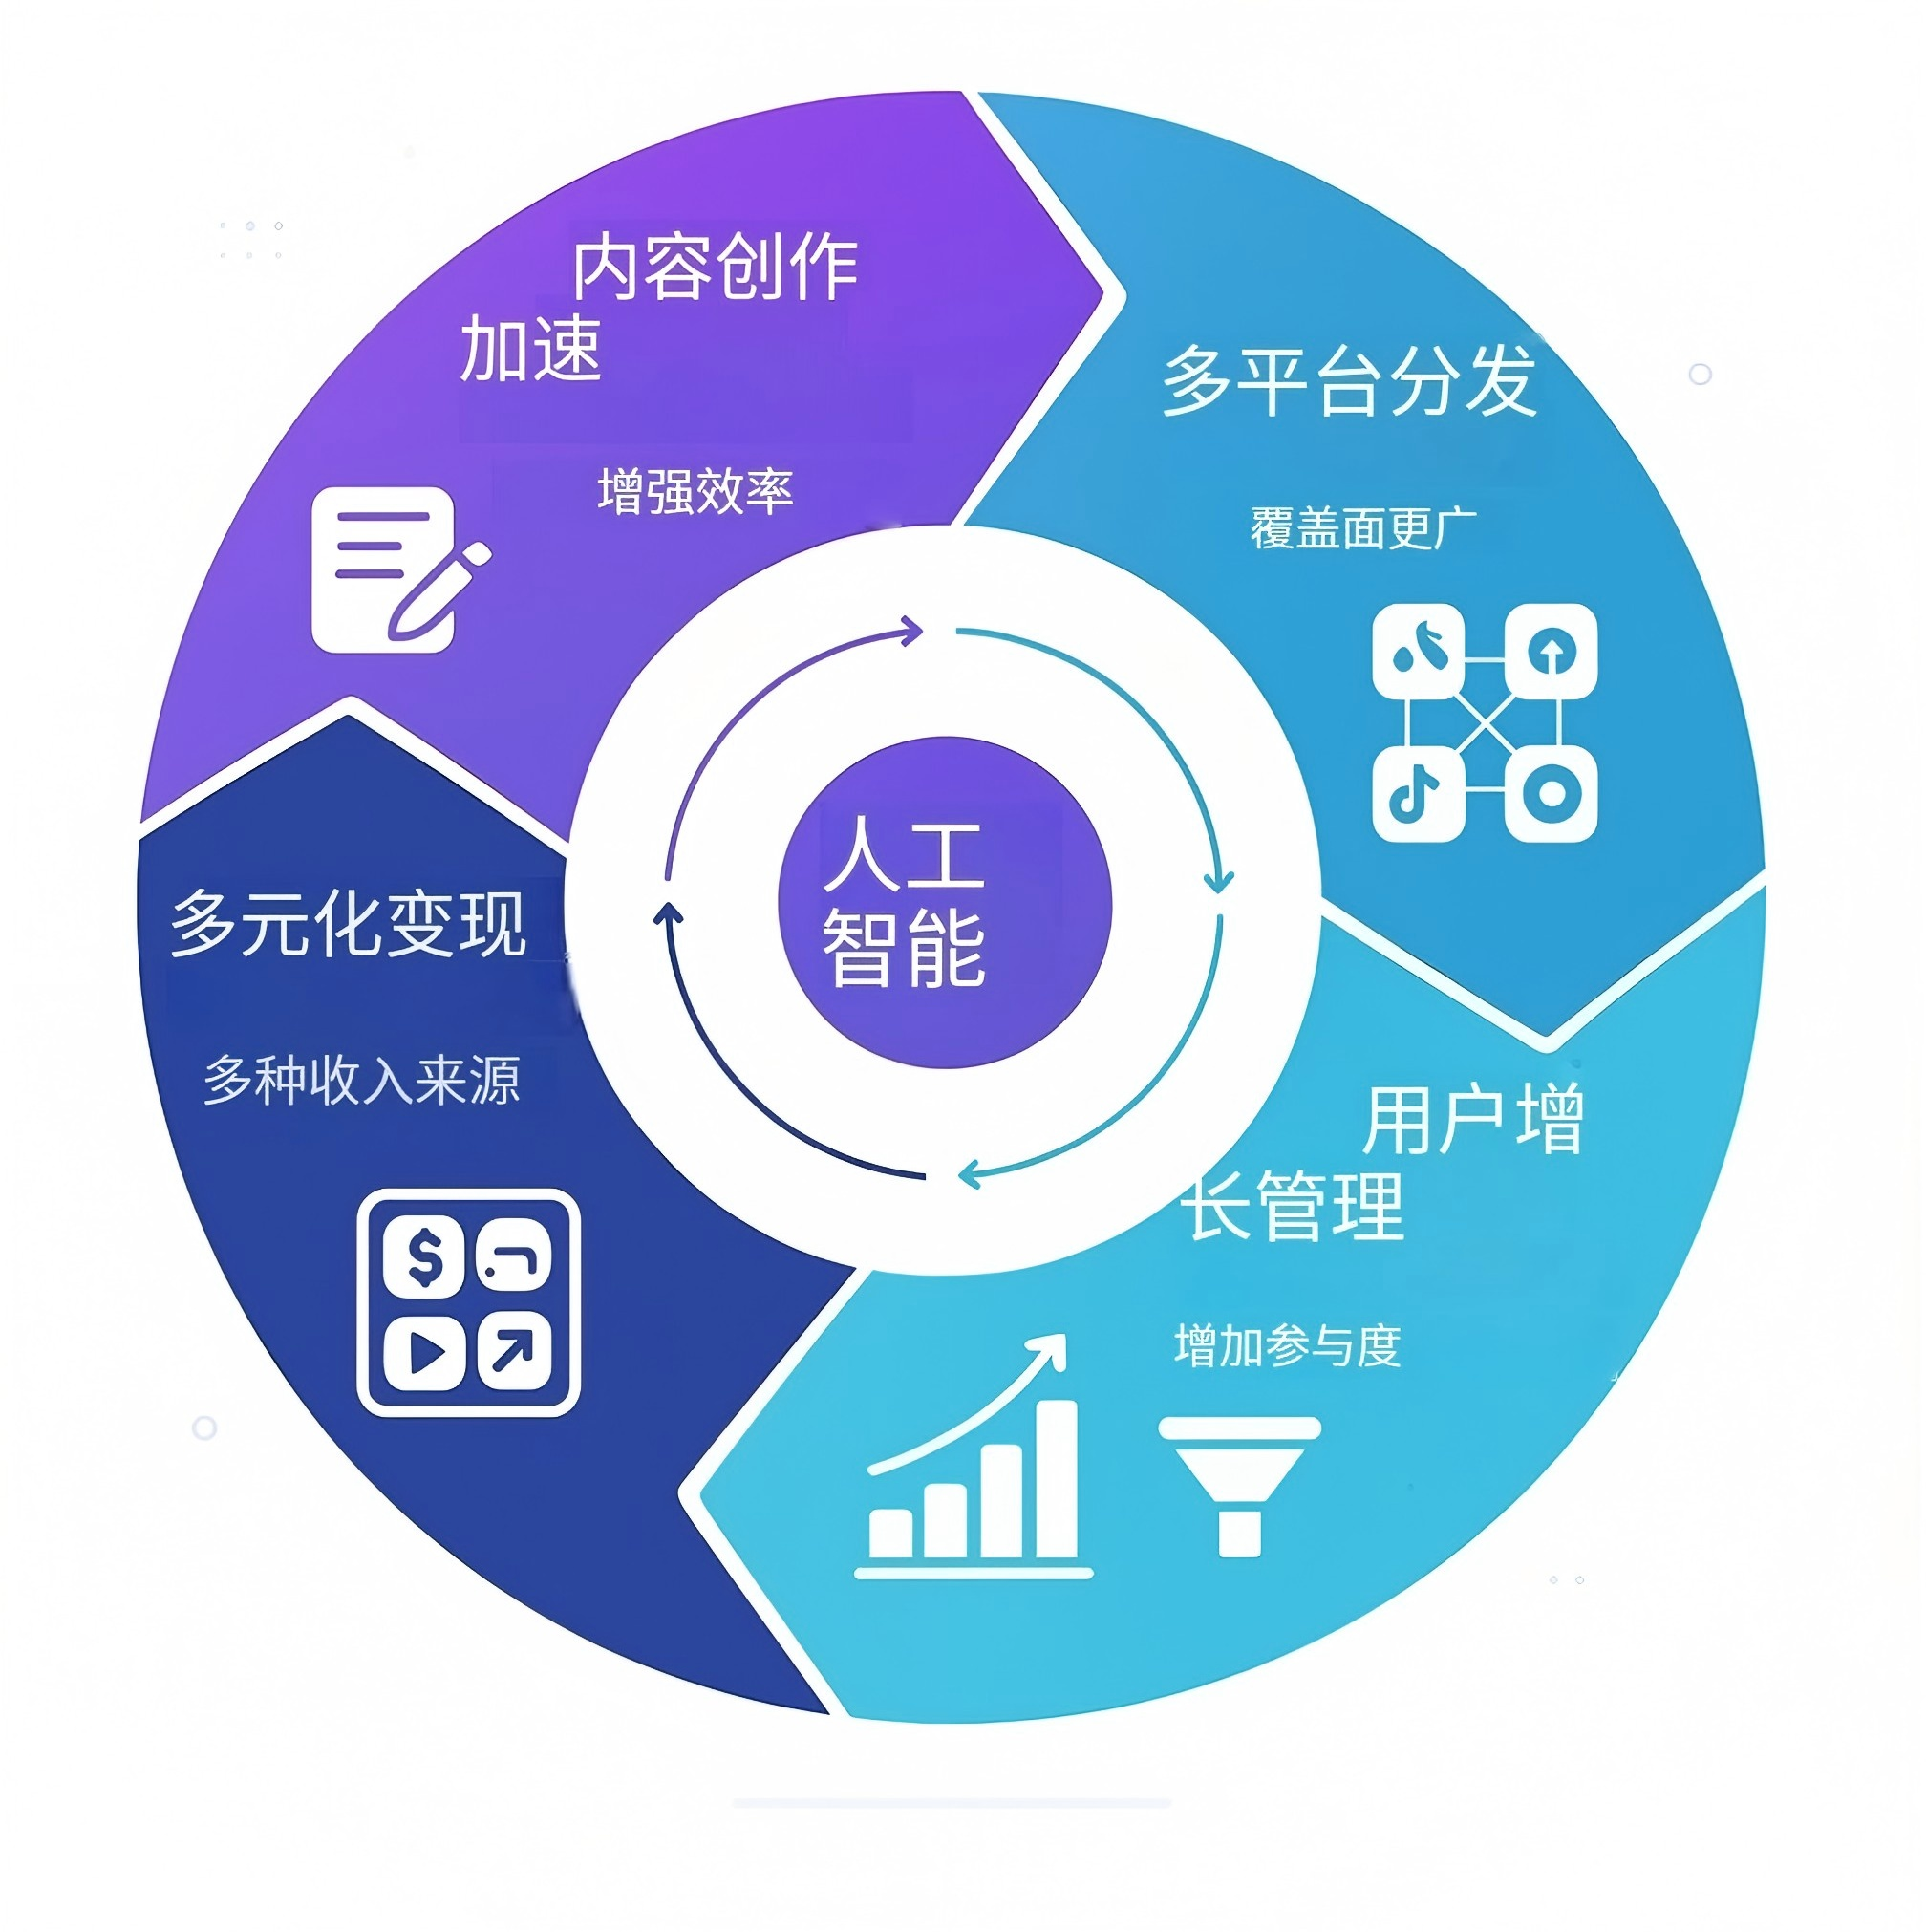 内容创作
加速
增强效率
多平台分发
覆盖面更广
用户增
长管理
增加参与度
多元化变现
多种收入来源
人工
智能